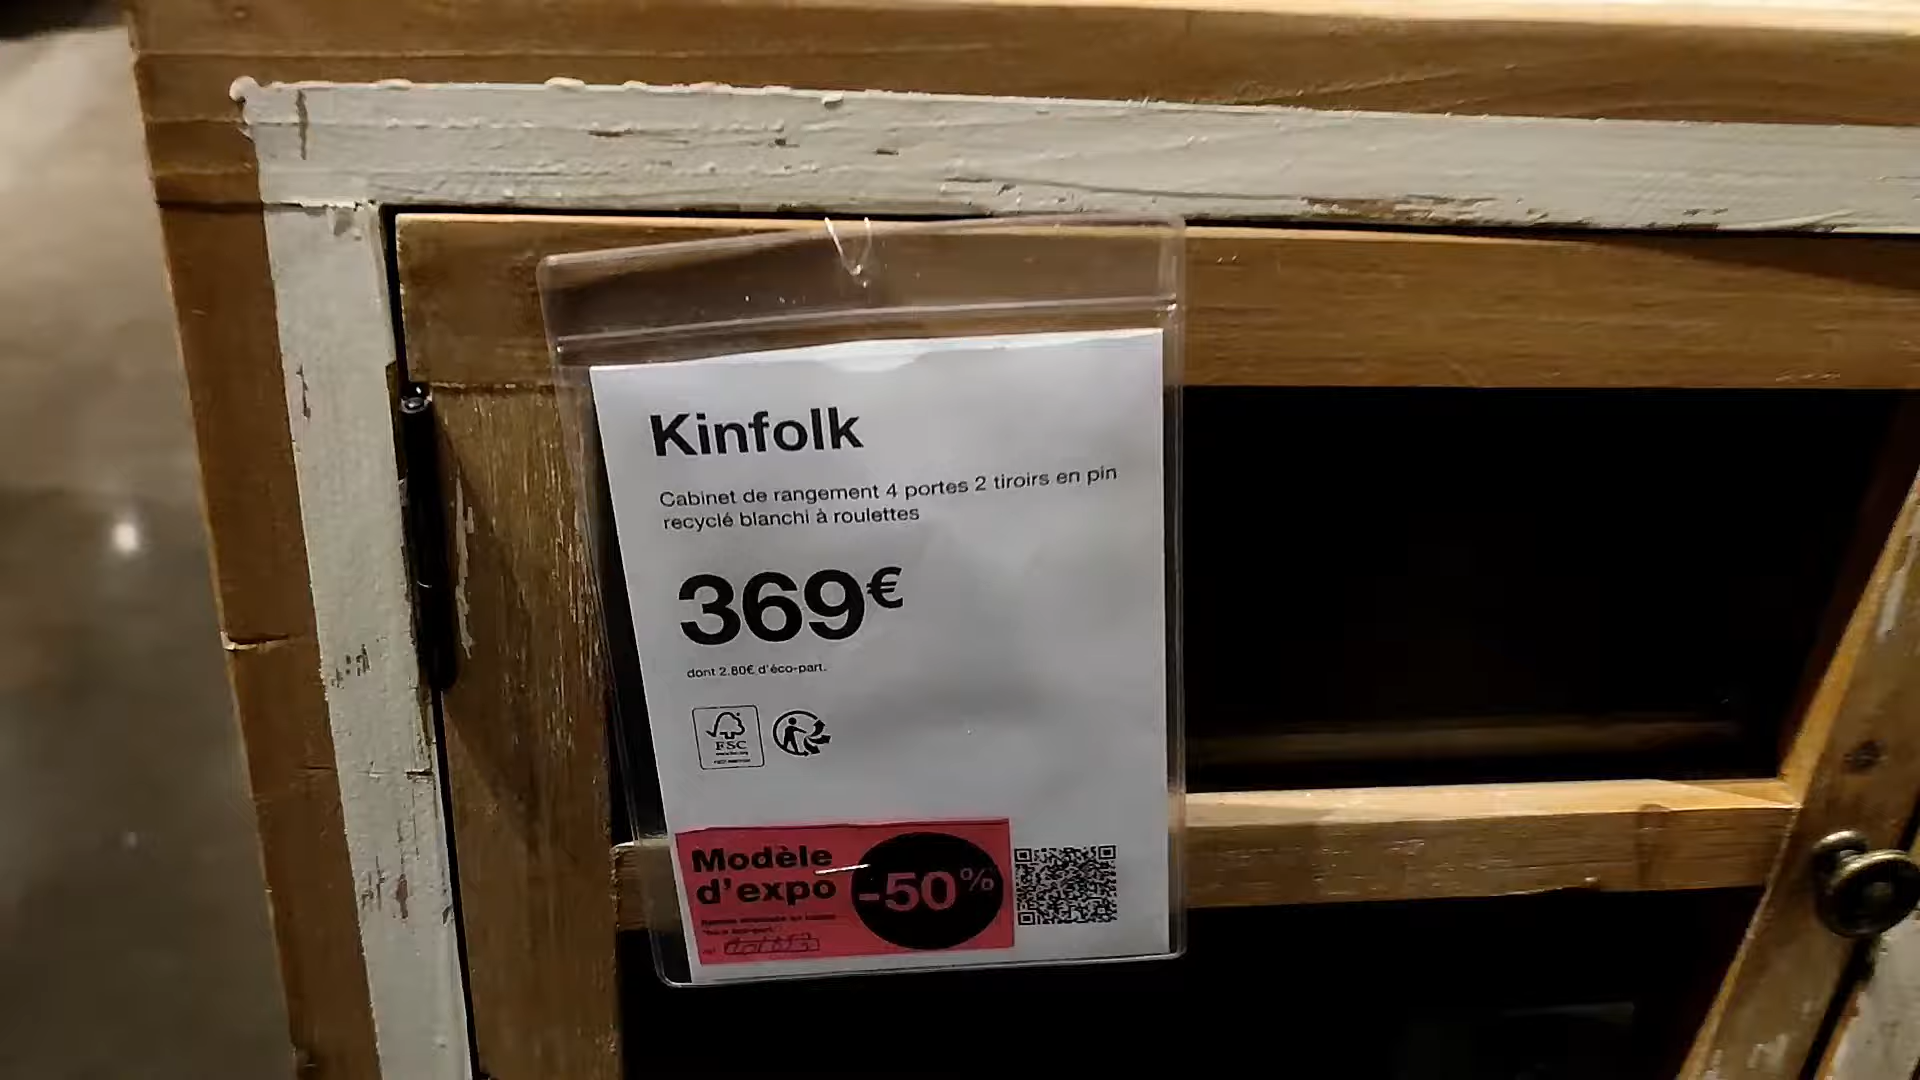 Kinfolk
Cabinet de rangement 4 portes 2 tiroirs en pin
recyclé blanchi à roulettes
369€
dont 2.80€ d'éco-part.
FSC
Modèle
d'expo
-50%